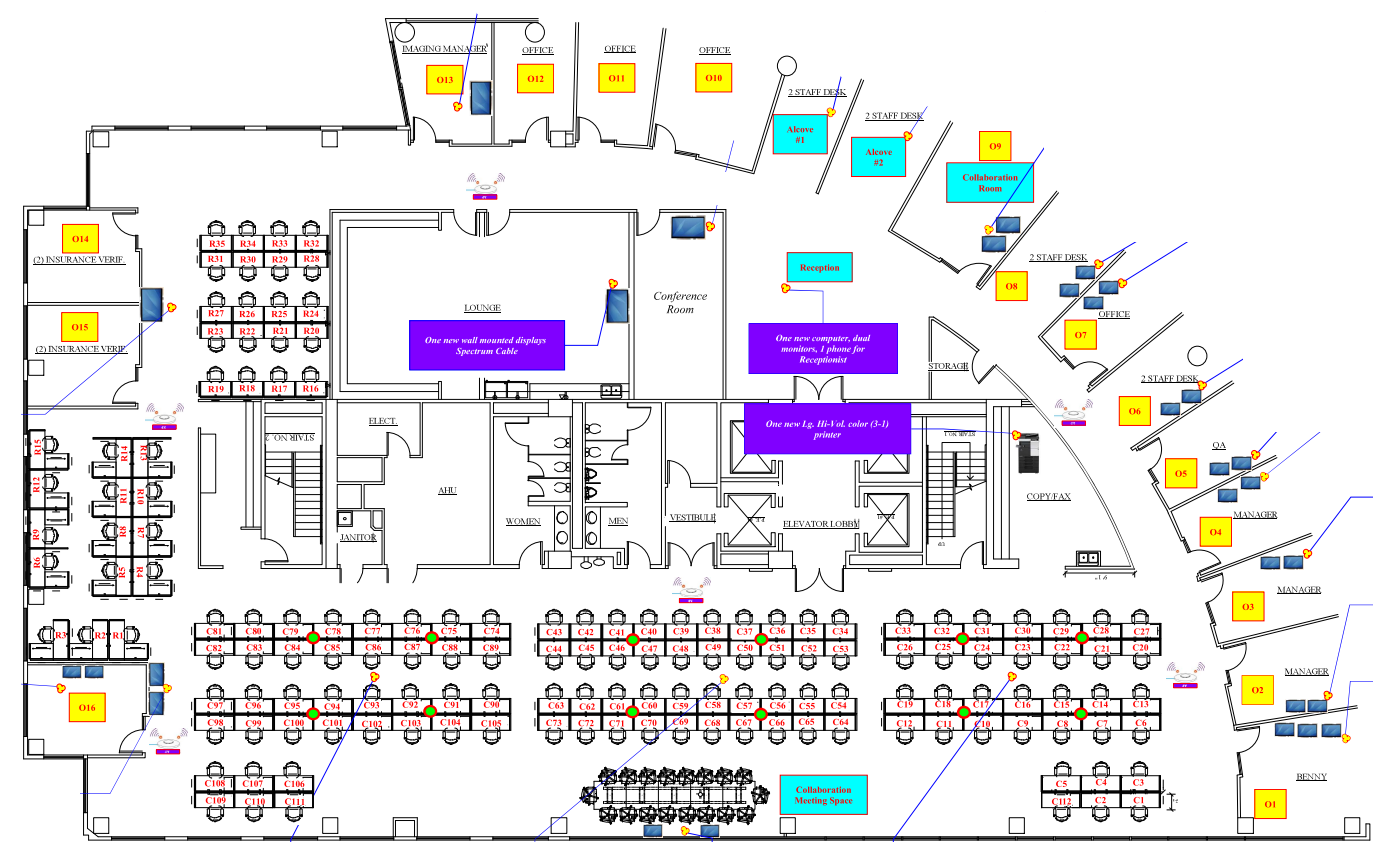 IMAGING MANAGER
OFFICE
OFFICE
OFFICE
O13
O12
O11
O10
2 STAFF DESK
Alcove
#1
2 STAFF DESK
Alcove
#2
O9
Collaboration
Room
O14
(2) INSURANCE VERIF.
R35 R34 R33 R32
R31 R30 R29 R28
Reception
2 STAFF DESK
O8
Conference
Room
LOUNGE
R27 R26 R25 R24
R23 R22 R21 R20
O15
(2) INSURANCE VERIF.
OFFICE
O7
One new wall mounted displays
Spectrum Cable
One new computer, dual
monitors, 1 phone for
Receptionist
STORAGE
R19 R18 R17 R16
2 STAFF DESK
O6
ELECT.
STAIR NO. 2
One new Lg. Hi-Vol. color (3-1)
printer
STAIR NO.1
QA
O5
R15
R14
R13
R12
R11
R10
AHU
COPY/FAX
MANAGER
O4
R9
R8
R7
JANITOR
WOMEN
MEN
VESTIBULE
ELEVATOR LOBBY
R6
R5
R4
MANAGER
O3
R3 R2 R1
C81 C80 C79 C78 C77 C76 C75 C74
C82 C83 C84 C85 C86 C87 C88 C89
C43 C42 C41 C40 C39 C38 C37 C36 C35 C34
C44 C45 C46 C47 C48 C49 C50 C51 C52 C53
C33 C32 C31 C30 C29 C28 C27
C26 C25 C24 C23 C22 C21 C20
MANAGER
O2
O16
C97 C96 C95 C94 C93 C92 C91 C90
C98 C99 C100 C101 C102 C103 C104 C105
C63 C62 C61 C60 C59 C58 C57 C56 C55 C54
C73 C72 C71 C70 C69 C68 C67 C66 C65 C64
C19 C18 C17 C16 C15 C14 C13
C12 C11 C10 C9 C8 C7 C6
C108 C107 C106
C109 C110 C111
Collaboration
Meeting Space
C5 C4 C3
C112 C2 C1
BENNY
O1